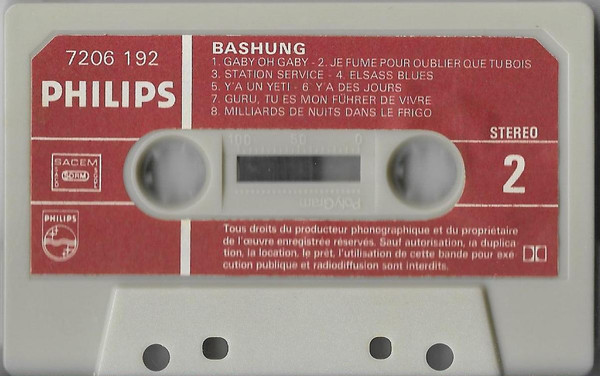 7206 192
PHILIPS
BASHUNG
1. GABY OH GABY - 2. JE FUME POUR OUBLIER QUE TU BOIS
3. STATION SERVICE - 4. ELSASS BLUES
5. Y'A UN YETI - 6. Y'A DES JOURS
7. GURU, TU ES MON FÜHRER DE VIVRE
8. MILLIARDS DE NUITS DANS LE FRIGO
STEREO
2
SACEM
SDRM
100 50 0
PolyGram
PHILIPS
Tous droits du producteur phonographique et du propriétaire
de l'œuvre enregistrée réservés. Sauf autorisation, la duplica
tion, la location, le prêt, l'utilisation de cette bande pour exé
cution publique et radiodiffusion sont interdits.